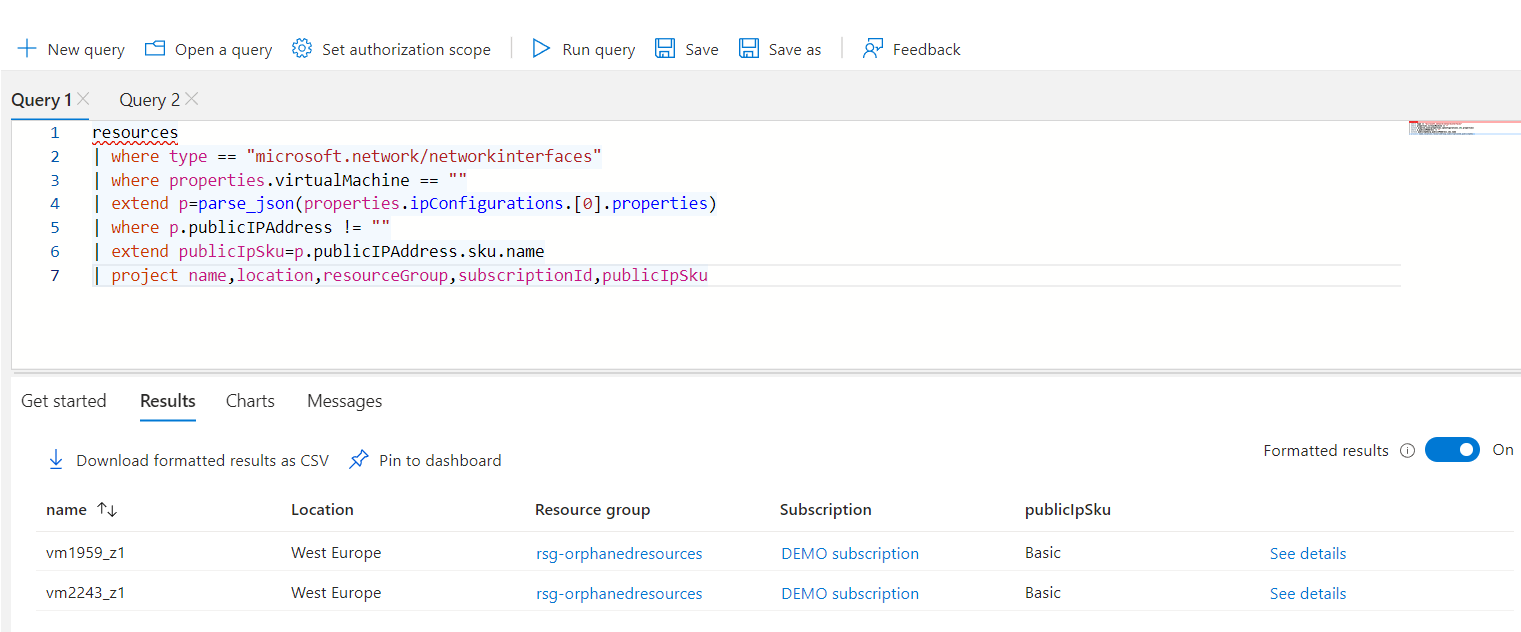 New query Open a query Set authorization scope Run query Save Save as Feedback
Query 1 Query 2
1 resources
2 | where type == "microsoft.network/networkinterfaces"
3 | where properties.virtualMachine == ""
4 | extend p=parse_json(properties.ipConfigurations.[0].properties)
5 | where p.publicIPAddress != ""
6 | extend publicIpSku=p.publicIPAddress.sku.name
7 | project name,location,resourceGroup,subscriptionId,publicIpSku
Get started Results Charts Messages
Download formatted results as CSV Pin to dashboard Formatted results On
name Location Resource group Subscription publicIpSku
vm1959_z1 West Europe rsg-orphanedresources DEMO subscription Basic See details
vm2243_z1 West Europe rsg-orphanedresources DEMO subscription Basic See details